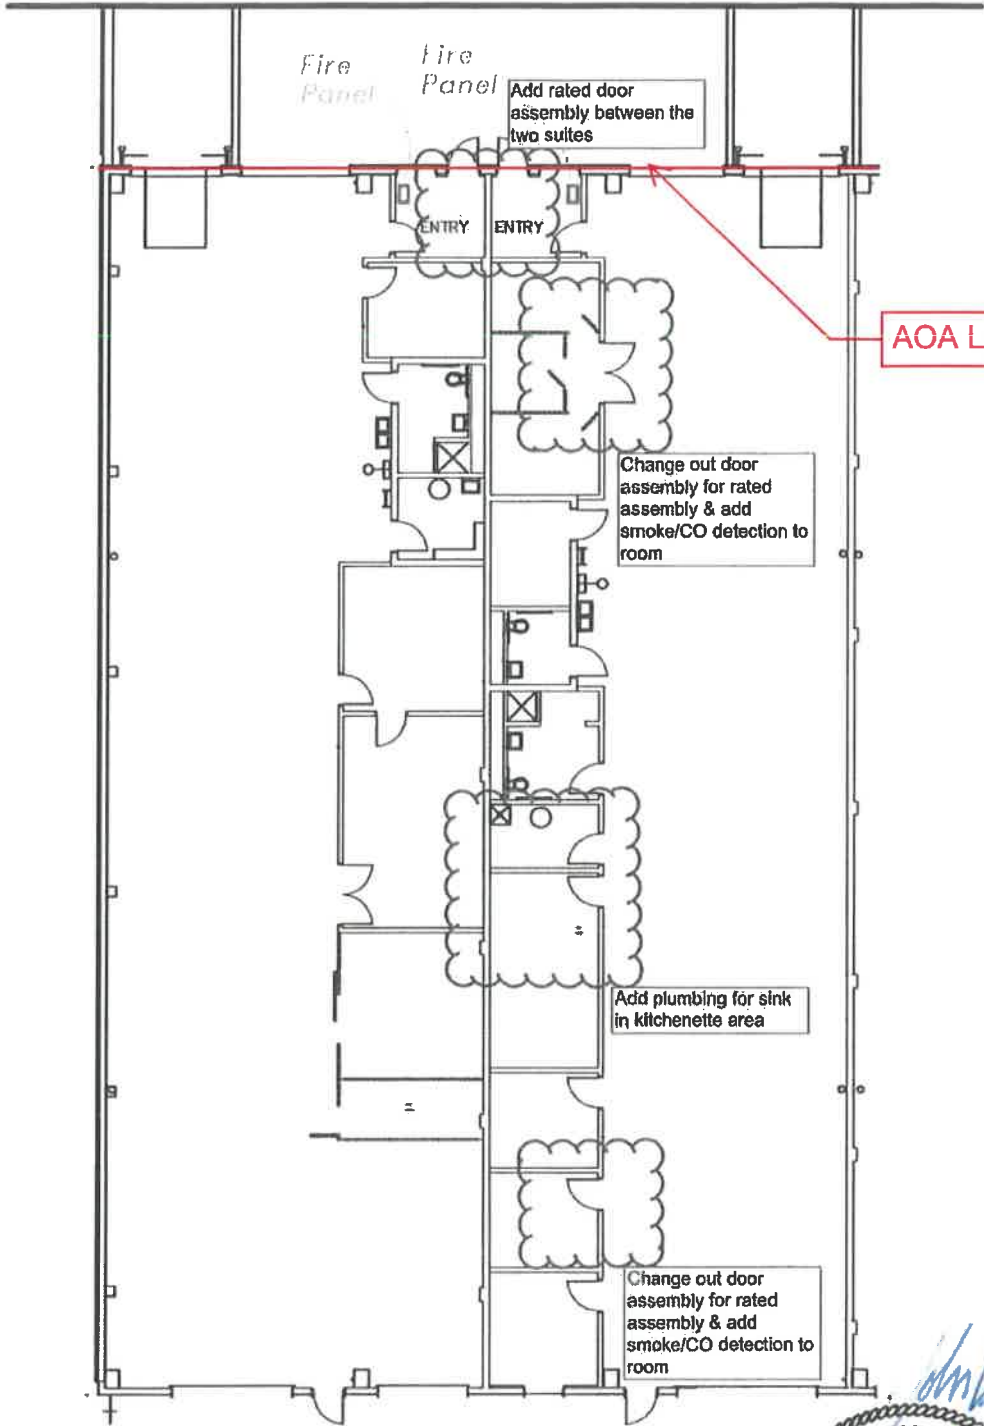 Fire
Panel
Fire
Panel
Add rated door
assembly between the
two suites
ENTRY
ENTRY
AOA L
Change out door
assembly for rated
assembly & add
smoke/CO detection to
room
Add plumbing for sink
in kitchenette area
Change out door
assembly for rated
assembly & add
smoke/CO detection to
room